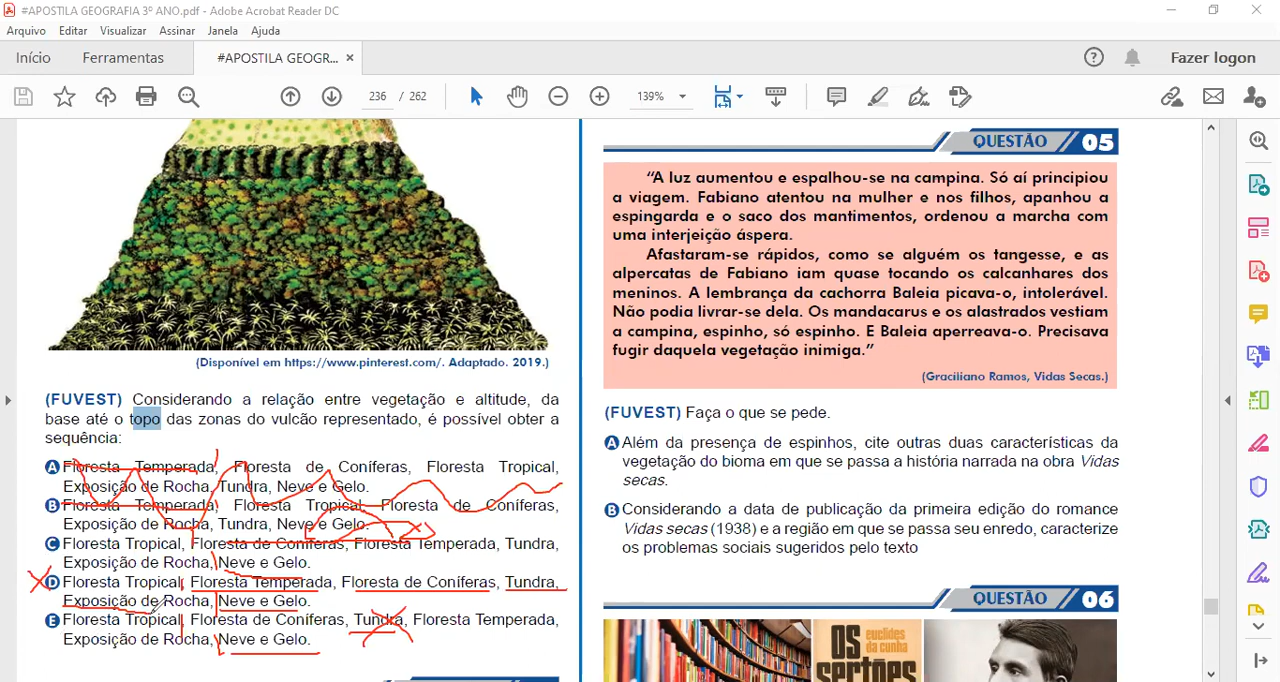 #APOSTILA GEOGRAFIA 3º ANO.pdf - Adobe Acrobat Reader DC
Arquivo Editar Visualizar Assinar Janela Ajuda
Início Ferramentas #APOSTILA GEOGR... ×
Fazer logon
236 / 262
139%
(Disponível em https://www.pinterest.com/. Adaptado. 2019.)
(FUVEST) Considerando a relação entre vegetação e altitude, da
base até o topo das zonas do vulcão representado, é possível obter a
sequência:
A Floresta Temperada, Floresta de Coníferas, Floresta Tropical,
Exposição de Rocha, Tundra, Neve e Gelo.
B Floresta Temperada, Floresta Tropical, Floresta de Coníferas,
Exposição de Rocha, Tundra, Neve e Gelo.
C Floresta Tropical, Floresta de Coníferas, Floresta Temperada, Tundra,
Exposição de Rocha, Neve e Gelo.
D Floresta Tropical, Floresta Temperada, Floresta de Coníferas, Tundra,
Exposição de Rocha, Neve e Gelo.
E Floresta Tropical, Floresta de Coníferas, Tundra, Floresta Temperada,
Exposição de Rocha, Neve e Gelo.
QUESTÃO 05
“A luz aumentou e espalhou-se na campina. Só aí principiou
a viagem. Fabiano atentou na mulher e nos filhos, apanhou a
espingarda e o saco dos mantimentos, ordenou a marcha com
uma interjeição áspera.
Afastaram-se rápidos, como se alguém os tangesse, e as
alpercatas de Fabiano iam quase tocando os calcanhares dos
meninos. A lembrança da cachorra Baleia picava-o, intolerável.
Não podia livrar-se dela. Os mandacarus e os alastrados vestiam
a campina, espinho, só espinho. E Baleia aperreava-o. Precisava
fugir daquela vegetação inimiga.”
(Graciliano Ramos, Vidas Secas.)
(FUVEST) Faça o que se pede.
A Além da presença de espinhos, cite outras duas características da
vegetação do bioma em que se passa a história narrada na obra Vidas
secas.
B Considerando a data de publicação da primeira edição do romance
Vidas secas (1938) e a região em que se passa seu enredo, caracterize
os problemas sociais sugeridos pelo texto
QUESTÃO 06
euclides
da cunha
OS
sertões